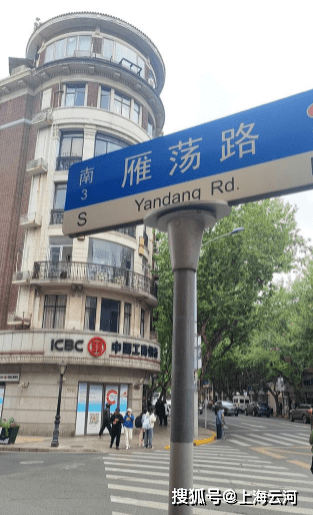 南 雁荡路
3
S Yandang Rd.
ICBC 中国工商银行
搜狐号@上海云河